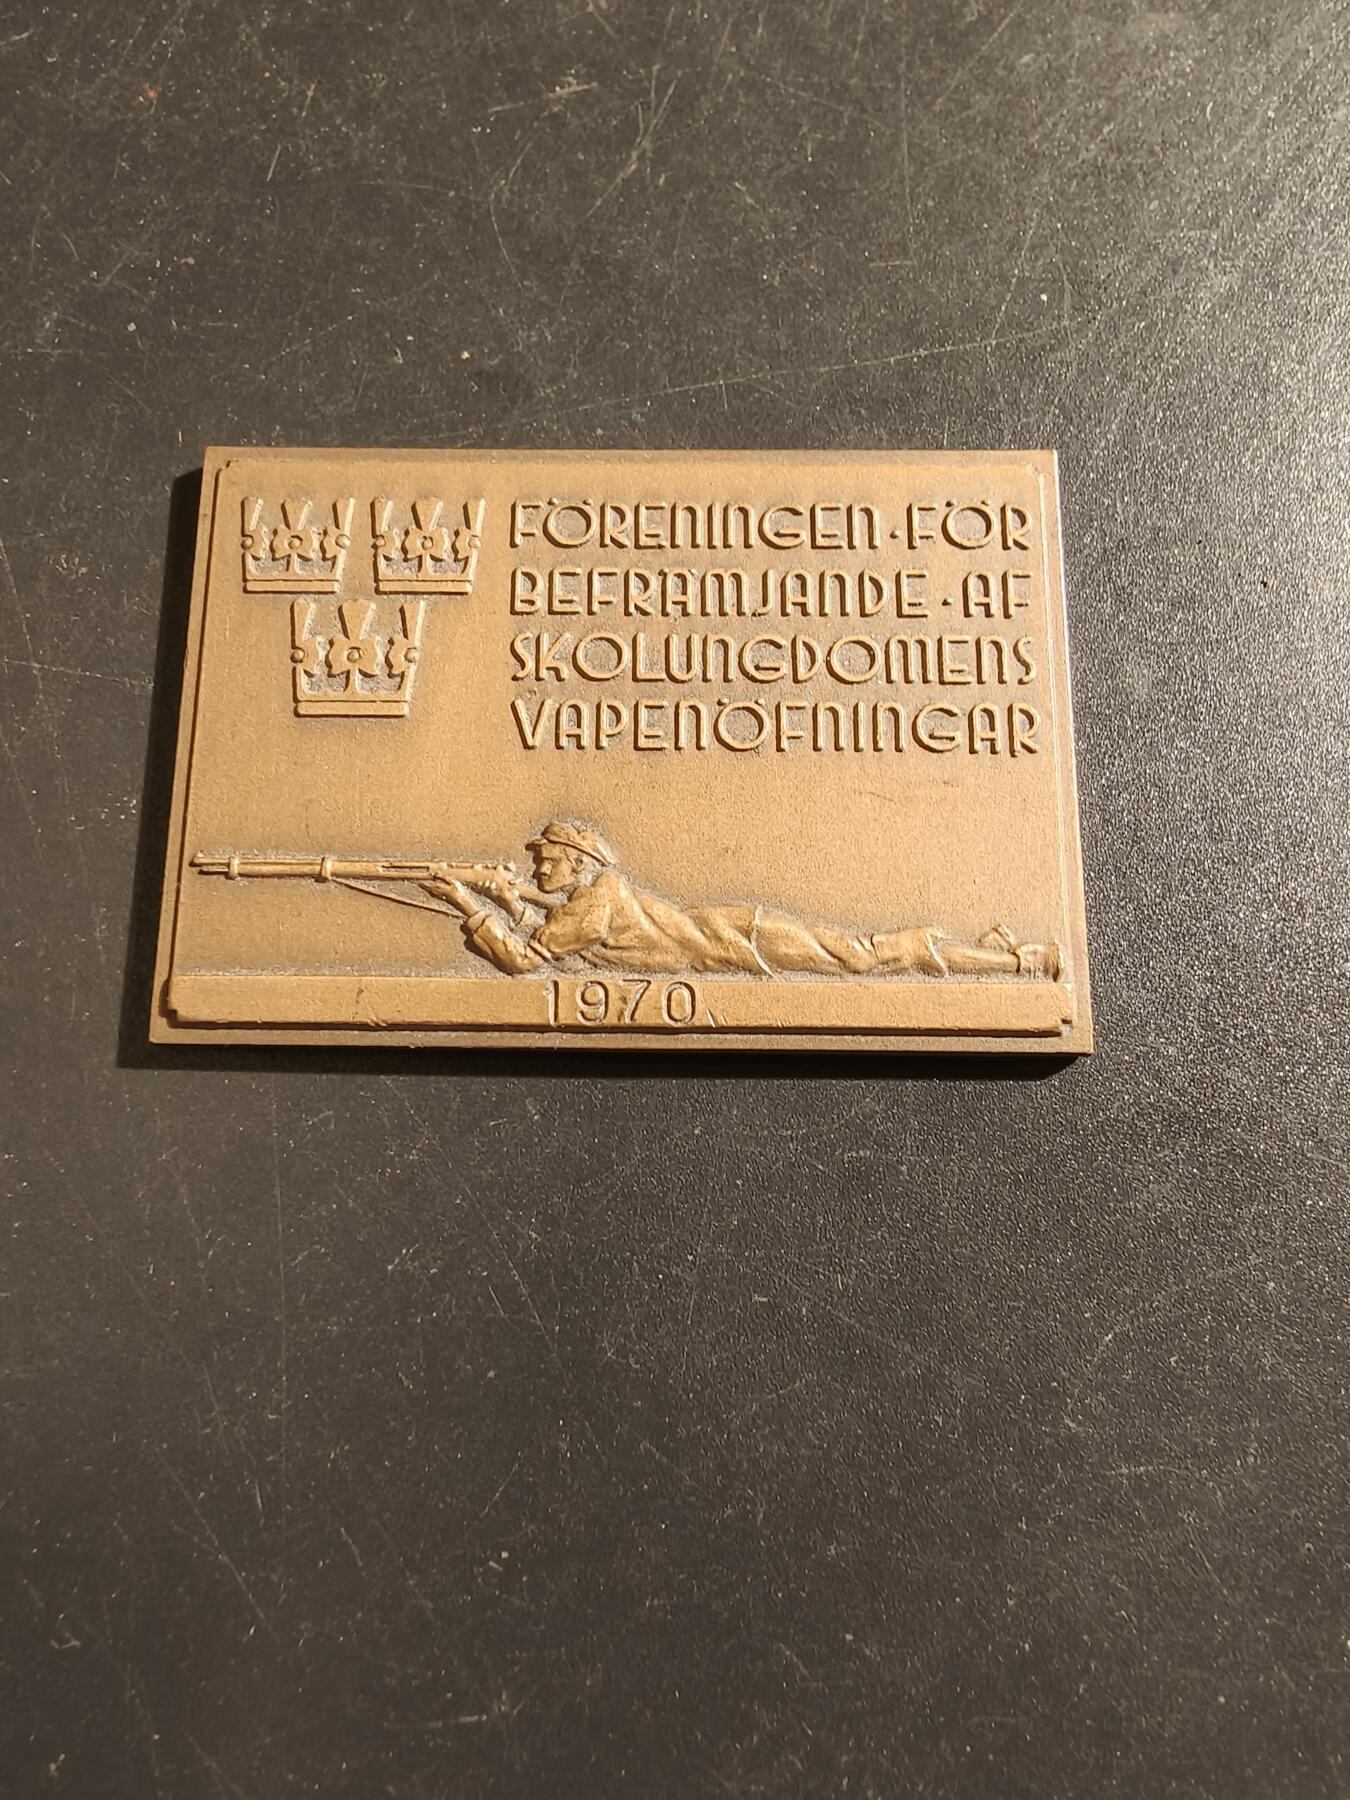 FÖRENINGEN·FÖR
BEFRÄMJANDE·AF
SKOLUNGDOMENS
VAPENÖFNINGAR
1970